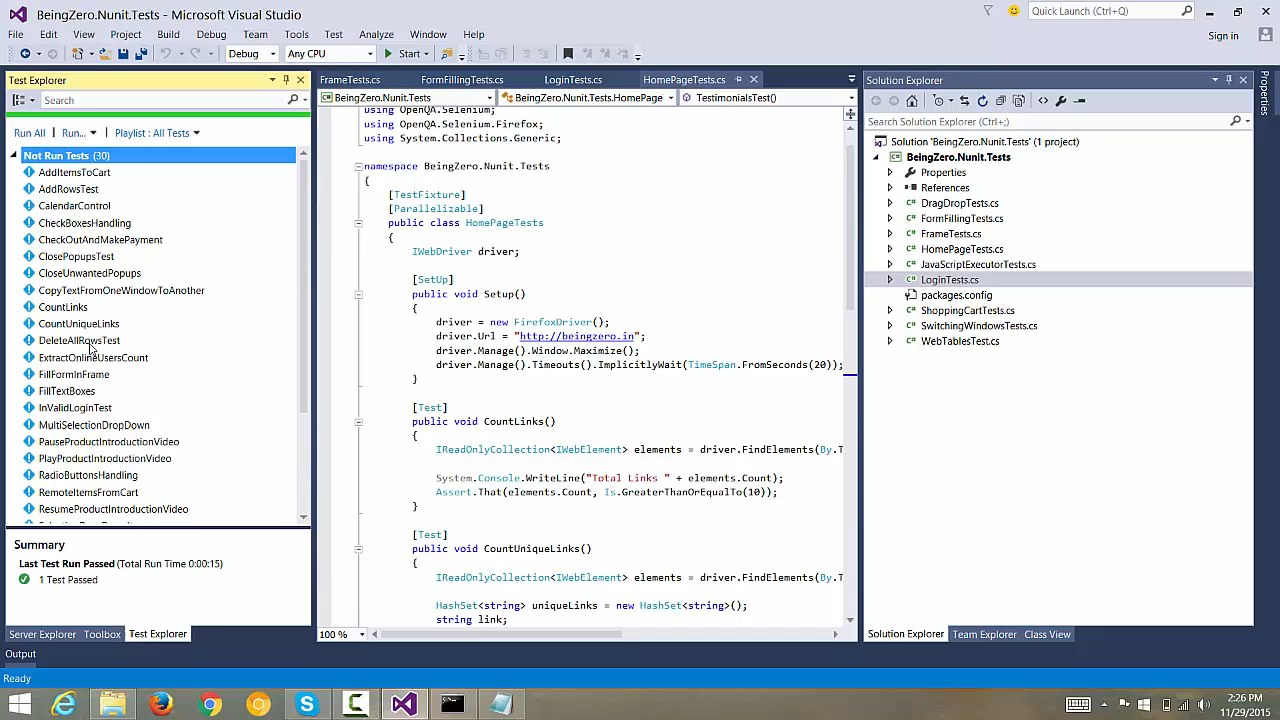 BeingZero.Nunit.Tests - Microsoft Visual Studio
Quick Launch (Ctrl+Q)
File Edit View Project Build Debug Team Tools Test Analyze Window Help
Sign in
Debug Any CPU Start
Test Explorer
Search
Run All Run... Playlist : All Tests
Not Run Tests (30)
AddItemsToCart
AddRowsTest
CalendarControl
CheckBoxesHandling
CheckOutAndMakePayment
ClosePopupsTest
CloseUnwantedPopups
CopyTextFromOneWindowToAnother
CountLinks
CountUniqueLinks
DeleteAllRowsTest
ExtractOnlineUsersCount
FillFormInFrame
FillTextBoxes
InValidLoginTest
MultiSelectionDropDown
PauseProductIntroductionVideo
PlayProductIntroductionVideo
RadioButtonsHandling
RemoteItemsFromCart
ResumeProductIntroductionVideo
Summary
Last Test Run Passed (Total Run Time 0:00:15)
1 Test Passed
Server Explorer Toolbox Test Explorer
Output
Ready
FrameTests.cs FormFillingTests.cs LoginTests.cs HomePageTests.cs
BeingZero.Nunit.Tests BeingZero.Nunit.Tests.HomePage TestimonialsTest()
using OpenQA.Selenium;
using OpenQA.Selenium.Firefox;
using System.Collections.Generic;
namespace BeingZero.Nunit.Tests
{
[TestFixture]
[Parallelizable]
public class HomePageTests
{
IWebDriver driver;
[SetUp]
public void Setup()
{
driver = new FirefoxDriver();
driver.Url = "http://beingzero.in";
driver.Manage().Window.Maximize();
driver.Manage().Timeouts().ImplicitlyWait(TimeSpan.FromSeconds(20));
}
[Test]
public void CountLinks()
{
IReadOnlyCollection<IWebElement> elements = driver.FindElements(By.T
System.Console.WriteLine("Total Links " + elements.Count);
Assert.That(elements.Count, Is.GreaterThanOrEqualTo(10));
}
[Test]
public void CountUniqueLinks()
{
IReadOnlyCollection<IWebElement> elements = driver.FindElements(By.T
HashSet<string> uniqueLinks = new HashSet<string>();
string link;
100 %
Solution Explorer
Search Solution Explorer (Ctrl+;)
Solution 'BeingZero.Nunit.Tests' (1 project)
BeingZero.Nunit.Tests
Properties
References
DragDropTests.cs
FormFillingTests.cs
FrameTests.cs
HomePageTests.cs
JavaScriptExecutorTests.cs
LoginTests.cs
packages.config
ShoppingCartTests.cs
SwitchingWindowsTests.cs
WebTablesTest.cs
Solution Explorer Team Explorer Class View
Properties
2:26 PM
11/29/2015